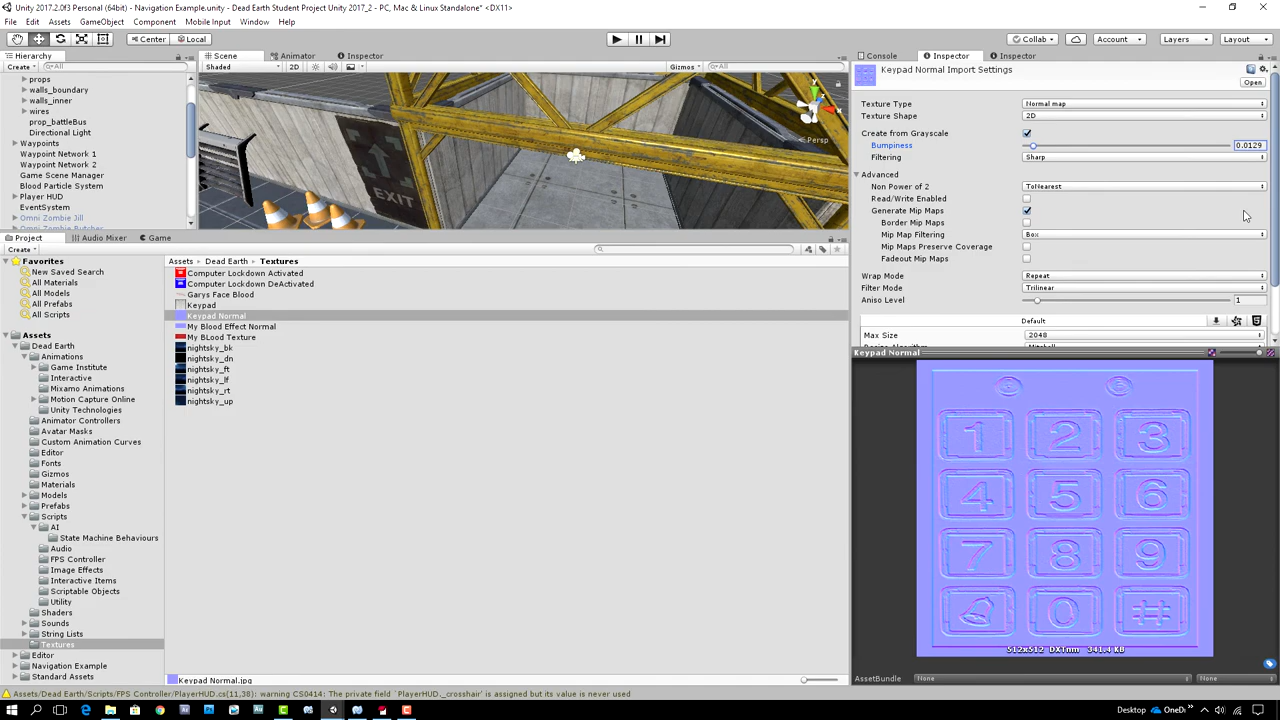 Unity 2017.2.0f3 Personal (64bit) - Navigation Example.unity - Dead Earth Student Project Unity 2017_2 - PC, Mac & Linux Standalone* <DX11>
File Edit Assets GameObject Component Mobile Input Window Help
Center Local Collab Account Layers Layout
Hierarchy Scene Animator Inspector Console Inspector Inspector
Create All Shaded 2D Gizmos All
Keypad Normal Import Settings
Open
props
walls_boundary
walls_inner
wires
prop_battleBus
Directional Light
Waypoints
Waypoint Network 1
Waypoint Network 2
Game Scene Manager
Blood Particle System
Player HUD
EventSystem
Omni Zombie Jill
Omni Zombie Butcher
EXIT
y
Persp
Texture Type Normal map
Texture Shape 2D
Create from Grayscale
Bumpiness 0.0129
Filtering Sharp
Advanced
Non Power of 2 ToNearest
Read/Write Enabled
Generate Mip Maps
Border Mip Maps
Mip Map Filtering Box
Mip Maps Preserve Coverage
Fadeout Mip Maps
Wrap Mode Repeat
Filter Mode Trilinear
Aniso Level 1
Default
Max Size 2048
Project Audio Mixer Game
Create
Favorites
New Saved Search
All Materials
All Models
All Prefabs
All Scripts
Assets
Dead Earth
Animations
Game Institute
Interactive
Mixamo Animations
Motion Capture Online
Unity Technologies
Animator Controllers
Avatar Masks
Custom Animation Curves
Editor
Fonts
Gizmos
Materials
Models
Prefabs
Scripts
AI
State Machine Behaviours
Audio
FPS Controller
Image Effects
Interactive Items
Scriptable Objects
Utility
Shaders
Sounds
String Lists
Textures
Editor
Navigation Example
Standard Assets
Assets Dead Earth Textures
Computer Lockdown Activated
Computer Lockdown DeActivated
Garys Face Blood
Keypad
Keypad Normal
My Blood Effect Normal
My BLood Texture
nightsky_bk
nightsky_dn
nightsky_ft
nightsky_lf
nightsky_rt
nightsky_up
Keypad Normal.jpg
Keypad Normal
1 2 3
4 5 6
7 8 9
0 #
512x512 DXTnm 341.4 KB
AssetBundle None None
Assets/Dead Earth/Scripts/FPS Controller/PlayerHUD.cs(11,38): warning CS0414: The private field `PlayerHUD._crosshair' is assigned but its value is never used
Desktop OneDr